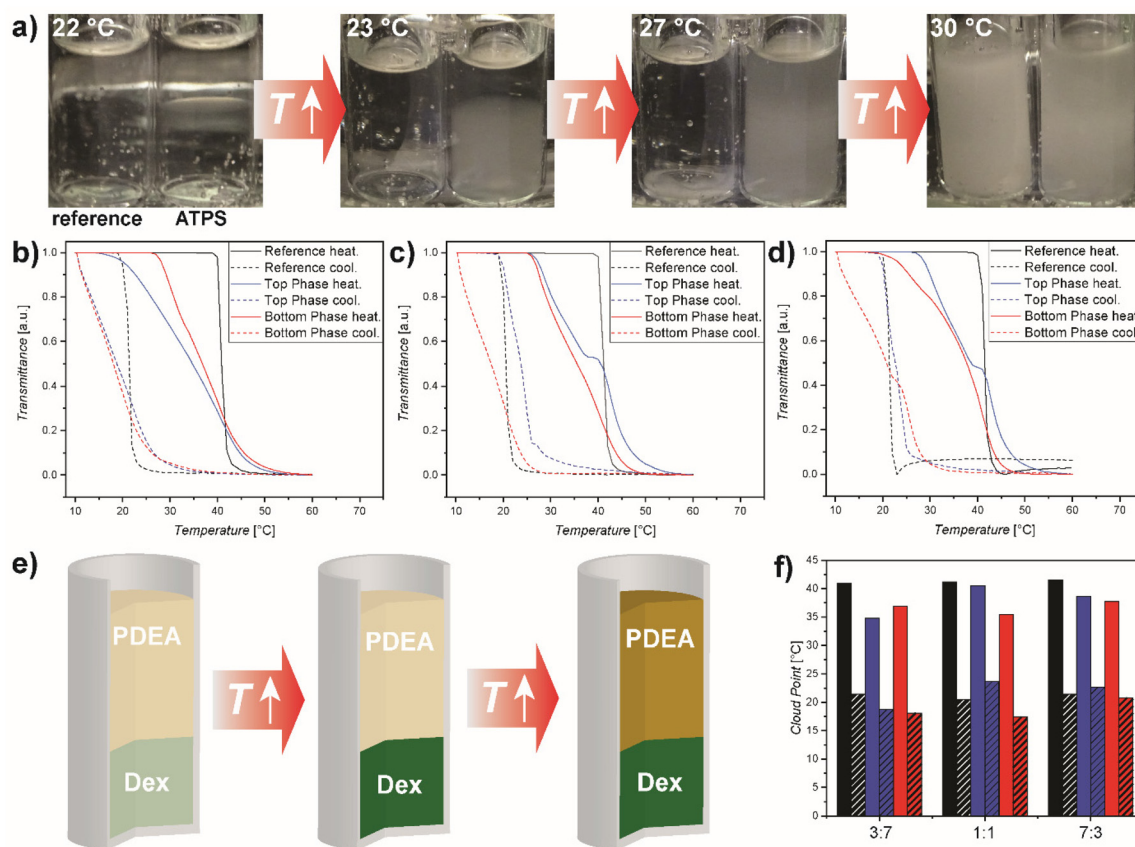 a) 22 °C 23 °C 27 °C 30 °C
T↑ T↑ T↑
reference ATPS
b)
1.0
0.8
0.6
0.4
0.2
0.0
Transmittance [a.u.]
Reference heat.
Reference cool.
Top Phase heat.
Top Phase cool.
Bottom Phase heat.
Bottom Phase cool.
10 20 30 40 50 60 70
Temperature [°C]
c)
1.0
0.8
0.6
0.4
0.2
0.0
Transmittance [a.u.]
Reference heat.
Reference cool.
Top Phase heat.
Top Phase cool.
Bottom Phase heat.
Bottom Phase cool.
10 20 30 40 50 60 70
Temperature [°C]
d)
1.0
0.8
0.6
0.4
0.2
0.0
Transmittance [a.u.]
Reference heat.
Reference cool.
Top Phase heat.
Top Phase cool.
Bottom Phase heat.
Bottom Phase cool.
10 20 30 40 50 60 70
Temperature [°C]
e)
PDEA PDEA PDEA
T↑ T↑
Dex Dex Dex
f)
45
40
35
30
25
20
15
10
5
0
Cloud Point [°C]
3:7 1:1 7:3